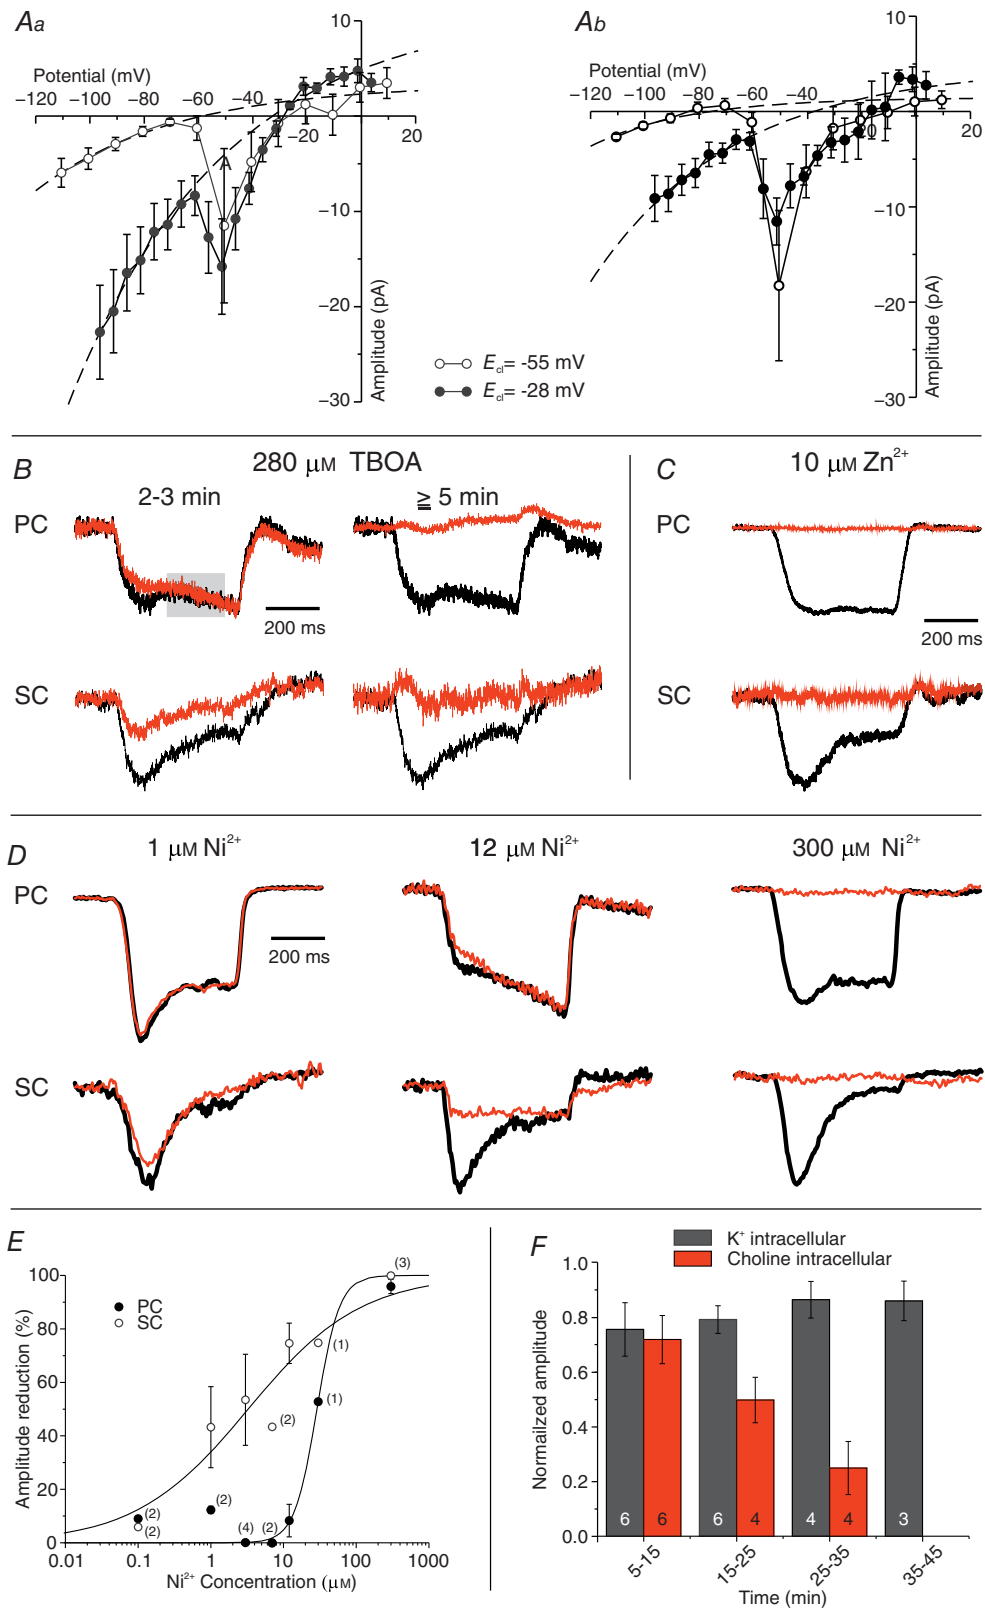 Aa
Ab
10
10
Potential (mV)
Potential (mV)
−120 −100 −80 −60 −40 −20 20
−120 −100 −80 −60 −40 −20 20
A
−10
−10
−20
−20
−30
−30
Amplitude (pA)
Amplitude (pA)
Ecl= -55 mV
Ecl= -28 mV
B
280 µM TBOA
2-3 min
≧ 5 min
PC
200 ms
SC
C
10 µM Zn²⁺
PC
200 ms
SC
D
1 µM Ni²⁺
12 µM Ni²⁺
300 µM Ni²⁺
PC
200 ms
SC
E
100
80
60
40
20
0
Amplitude reduction (%)
PC
SC
(3)
(1)
(1)
(2)
(2)
(2)
(2)
(4)
(2)
0.01 0.1 1 10 100 1000
Ni²⁺ Concentration (µM)
F
K⁺ intracellular
Choline intracellular
1.0
0.8
0.6
0.4
0.2
0.0
Normailzed amplitude
6 6 6 4 4 3
5-15 15-25 25-35 35-45
Time (min)